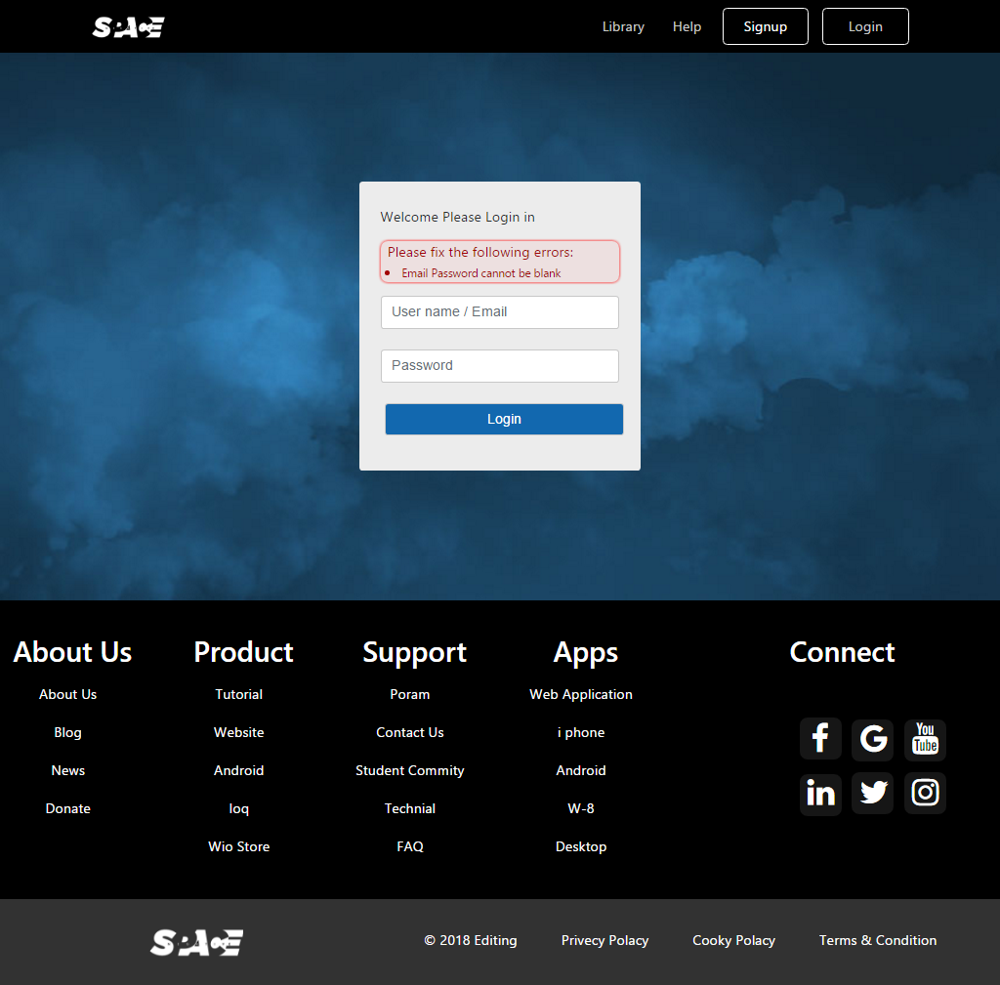 SPACE
Library Help Signup Login
Welcome Please Login in
Please fix the following errors:
Email Password cannot be blank
User name / Email
Password
Login
About Us Product Support Apps Connect
About Us Tutorial Poram Web Application
Blog Website Contact Us i phone
News Android Student Commity Android
Donate loq Technial W-8
Wio Store FAQ Desktop
You
Tube
SPACE
© 2018 Editing Privecy Polacy Cooky Polacy Terms & Condition